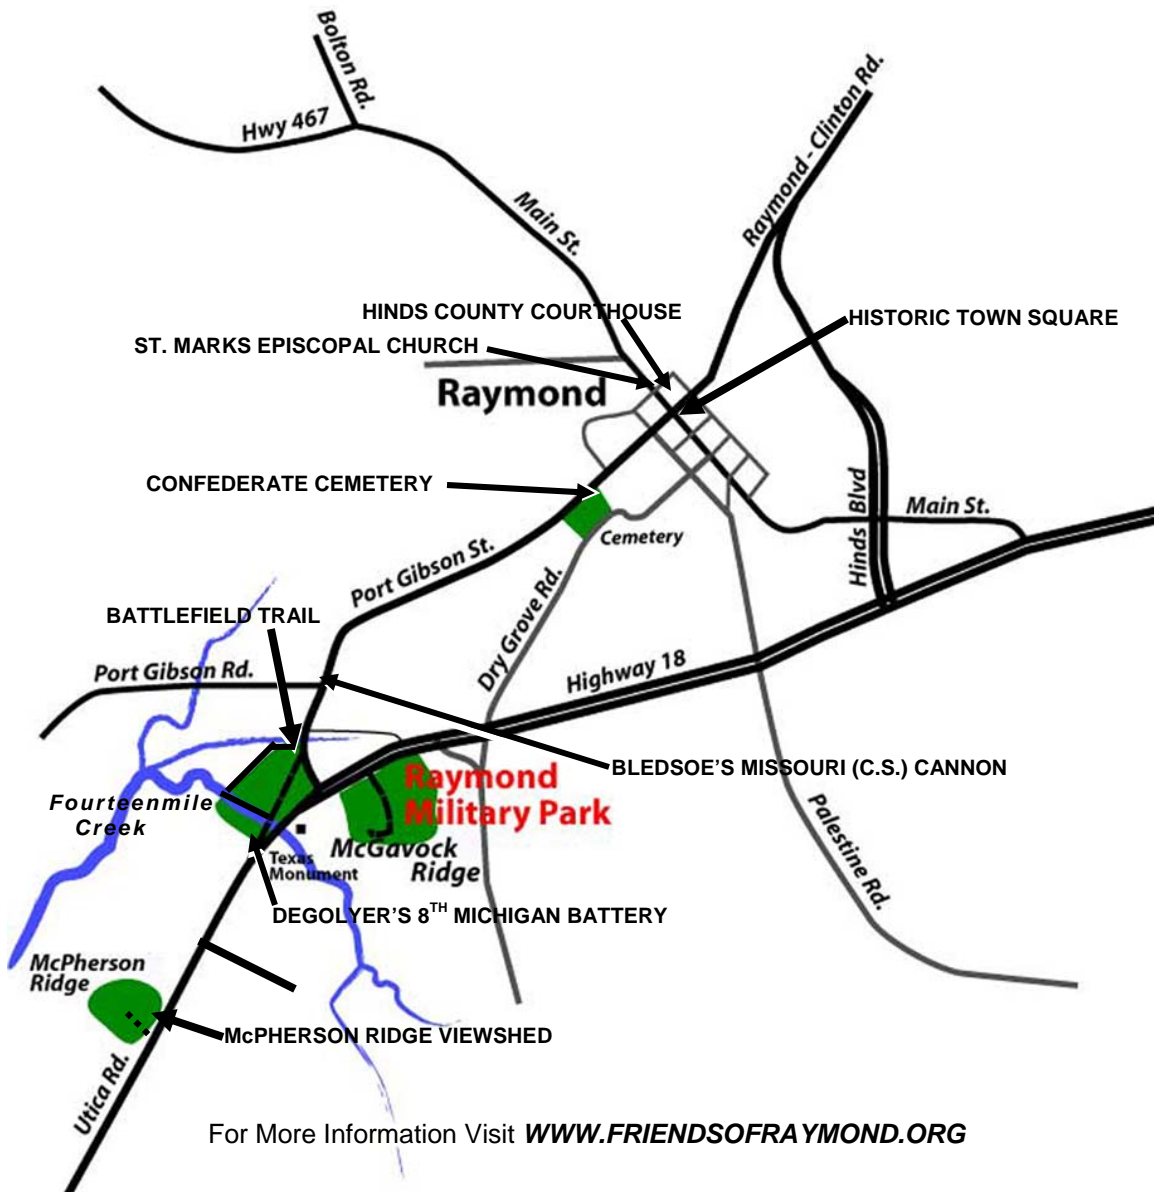 Bolton Rd.
Hwy 467
Raymond - Clinton Rd.
Main St.
HINDS COUNTY COURTHOUSE
HISTORIC TOWN SQUARE
ST. MARKS EPISCOPAL CHURCH
Raymond
CONFEDERATE CEMETERY
Hinds Blvd
Main St.
Cemetery
Port Gibson St.
BATTLEFIELD TRAIL
Dry Grove Rd.
Port Gibson Rd.
Highway 18
BLEDSOE'S MISSOURI (C.S.) CANNON
Raymond
Military Park
Fourteenmile
Creek
Palestine Rd.
McGavock
Ridge
Texas
Monument
DEGOLYER'S 8TH MICHIGAN BATTERY
McPherson
Ridge
McPHERSON RIDGE VIEWSHED
Utica Rd.
For More Information Visit WWW.FRIENDSOFRAYMOND.ORG